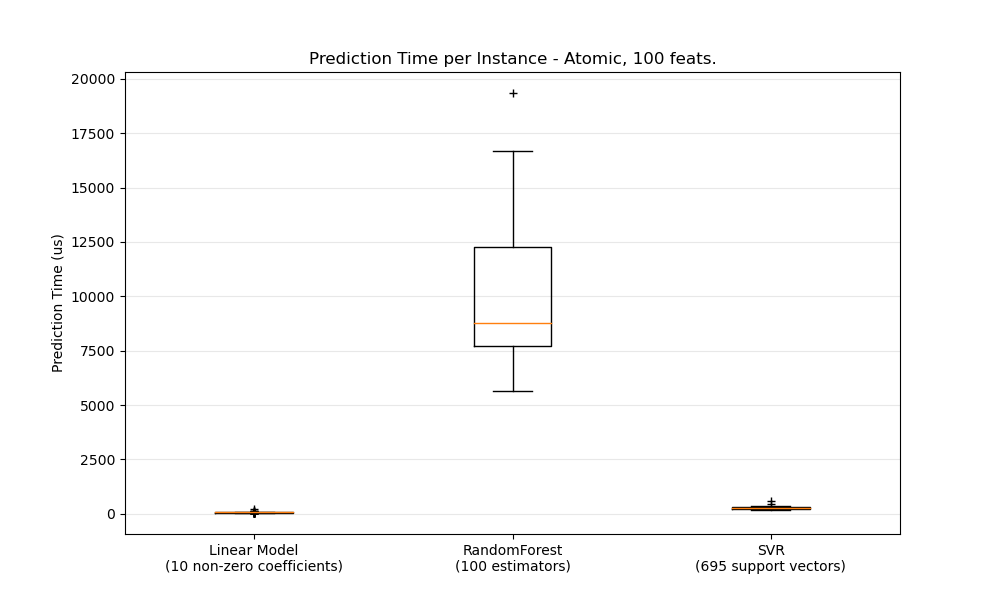 Prediction Time per Instance - Atomic, 100 feats.
Prediction Time (us)
20000
17500
15000
12500
10000
7500
5000
2500
0
Linear Model
(10 non-zero coefficients)
RandomForest
(100 estimators)
SVR
(695 support vectors)